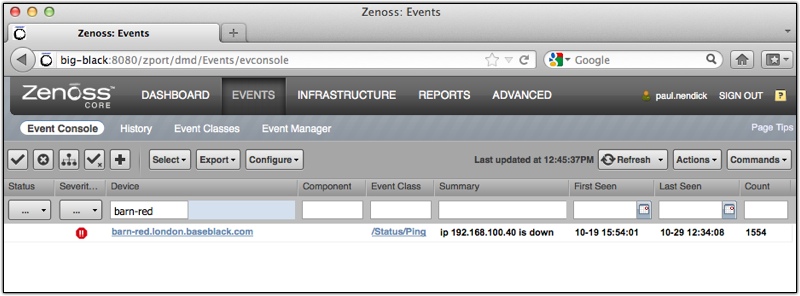 Zenoss: Events
Zenoss: Events
big-black:8080/zport/dmd/Events/evconsole
Google
Zenoss CORE
DASHBOARD EVENTS INFRASTRUCTURE REPORTS ADVANCED
paul.nendick SIGN OUT ?
Event Console History Event Classes Event Manager Page Tips
Select Export Configure Last updated at 12:45:37PM Refresh Actions Commands
Status Severit... Device Component Event Class Summary First Seen Last Seen Count
... ... barn-red
barn-red.london.baseblack.com /Status/Ping ip 192.168.100.40 is down 10-19 15:54:01 10-29 12:34:08 1554